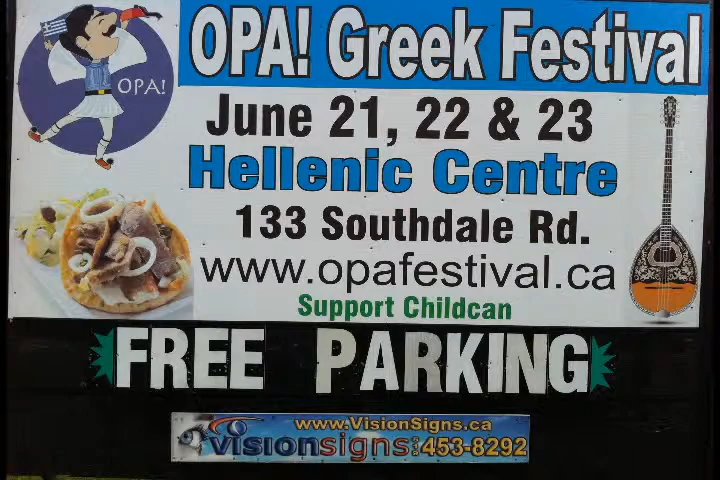 OPA! Greek Festival
OPA!
June 21, 22 & 23
Hellenic Centre
133 Southdale Rd.
www.opafestival.ca
Support Childcan
FREE PARKING
www.VisionSigns.ca
visionsigns 519 453-8292